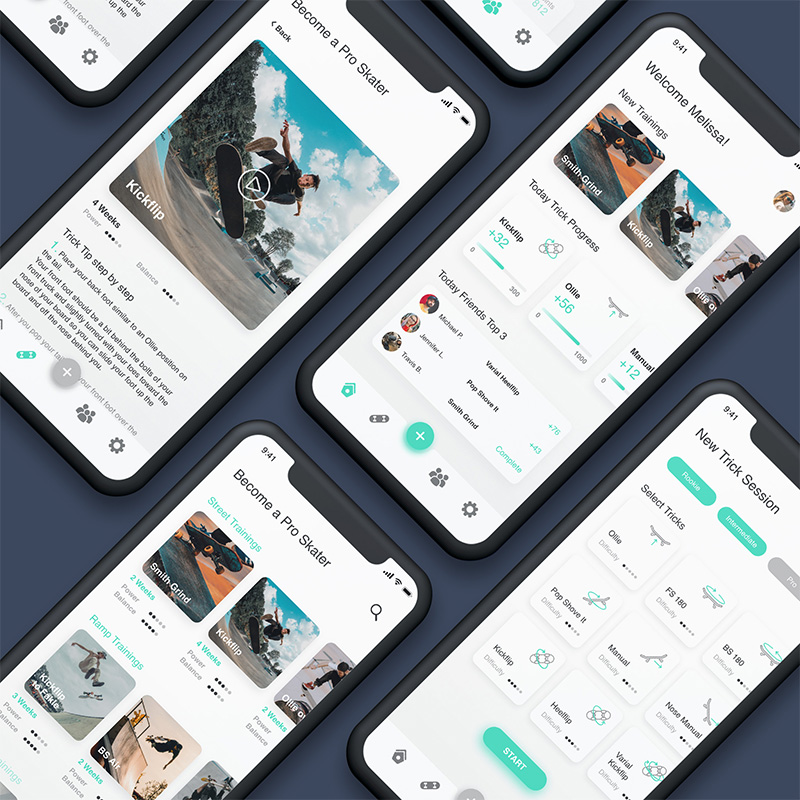 up the
over the
812
Become a Pro Skater
Back
Kickflip
4 Weeks
Power
Balance
Trick Tip step by step
1. Place your back foot similar to an Ollie position on
the tail.
Your front foot should be a bit behind the bolts of your
front truck and slightly turned with your toes toward the
nose of your board so you can slide your foot up the
board and off the nose behind you.
2. After you pop your
your front foot over the
9:41
Welcome Melissa!
New Trainings
Smith Grind
Kickflip
Ollie
Today Trick Progress
Kickflip
+32
0
300
Ollie
+56
0
1000
Manual
+12
0
Today Friends Top 3
Michael P.
Varial Heelflip
+76
Jennifer L.
Pop Shove It
+43
Travis B.
Smith Grind
Complete
9:41
Become a Pro Skater
Street Trainings
Smith Grind
2 Weeks
Power
Balance
Kickflip
4 Weeks
Power
Balance
Ollie
2 Weeks
Power
Balance
Ramp Trainings
Kickflip
to Fakie
3 Weeks
Power
Balance
BS Air
2 Weeks
Power
9:41
New Trick Session
Rookie
Intermediate
Pro
Select Tricks
Ollie
Difficulty
FS 180
Difficulty
BS 180
Difficulty
Pop Shove It
Difficulty
Manual
Difficulty
Nose Manual
Difficulty
Kickflip
Difficulty
Heelflip
Difficulty
Varial
Kickflip
Difficulty
START